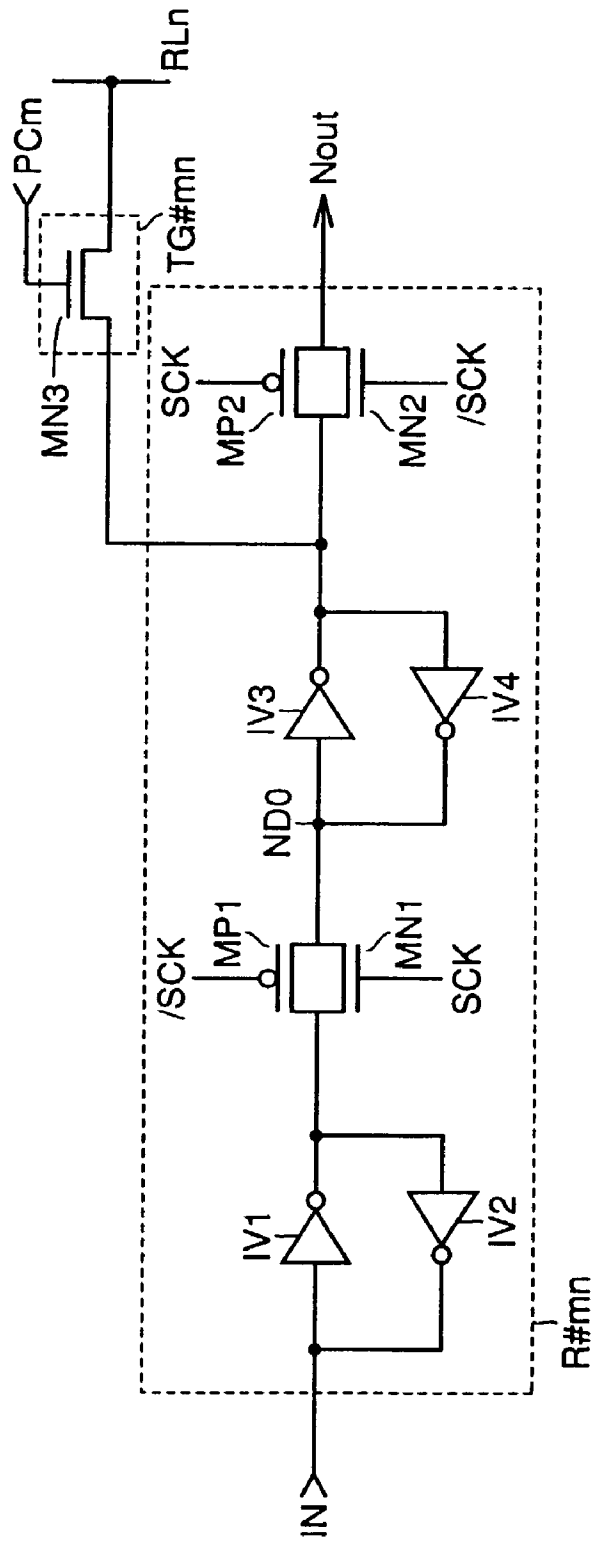 PCm
RLn
TG#mn
MN3
Nout
SCK
MP2
MN2
/SCK
IV3
IV4
ND0
/SCK
MP1
MN1
SCK
IV1
IV2
R#mn
IN